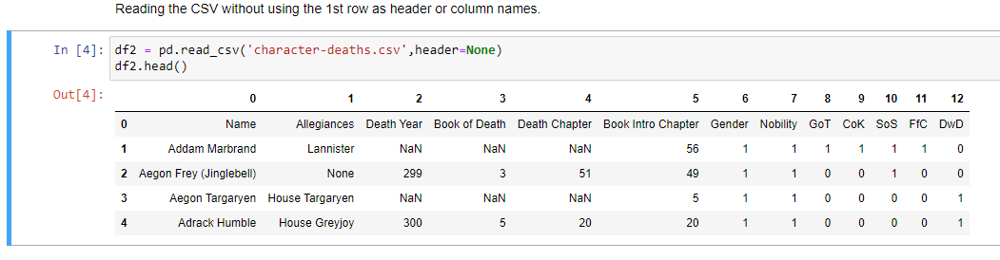 Reading the CSV without using the 1st row as header or column names.
In [4]: df2 = pd.read_csv('character-deaths.csv',header=None)
df2.head()
Out[4]:
0 1 2 3 4 5 6 7 8 9 10 11 12
0 Name Allegiances Death Year Book of Death Death Chapter Book Intro Chapter Gender Nobility GoT CoK SoS FfC DwD
1 Addam Marbrand Lannister NaN NaN NaN 56 1 1 1 1 1 1 0
2 Aegon Frey (Jinglebell) None 299 3 51 49 1 1 0 0 1 0 0
3 Aegon Targaryen House Targaryen NaN NaN NaN 5 1 1 0 0 0 0 1
4 Adrack Humble House Greyjoy 300 5 20 20 1 1 0 0 0 0 1